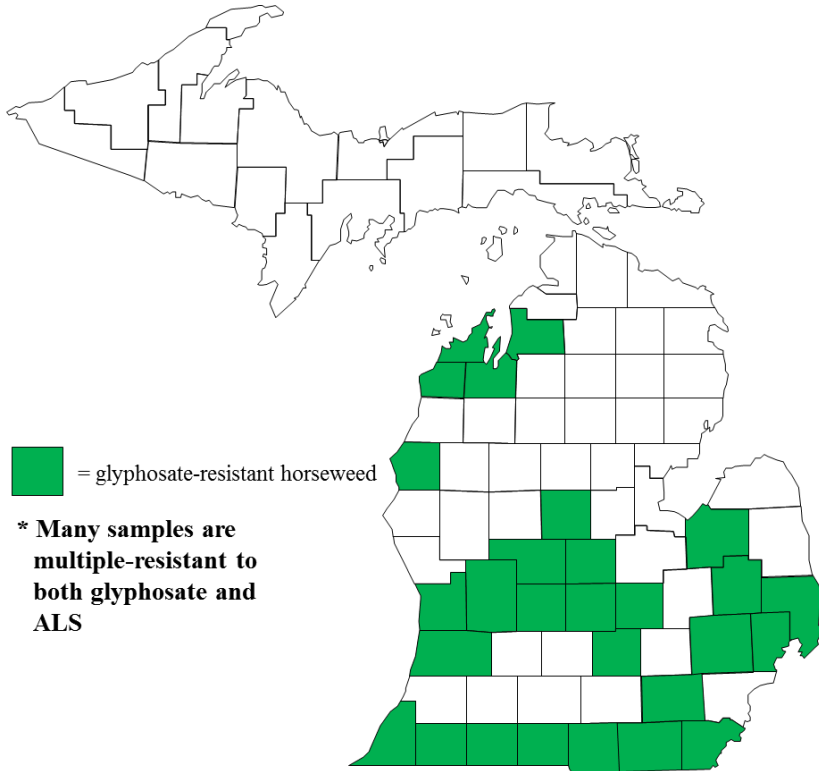 = glyphosate-resistant horseweed
* Many samples are
multiple-resistant to
both glyphosate and
ALS